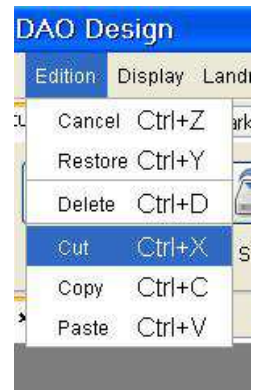 DAO Design
Edition Display
Cancel Ctrl+Z
Restore Ctrl+Y
Delete Ctrl+D
Cut Ctrl+X
Copy Ctrl+C
Paste Ctrl+V